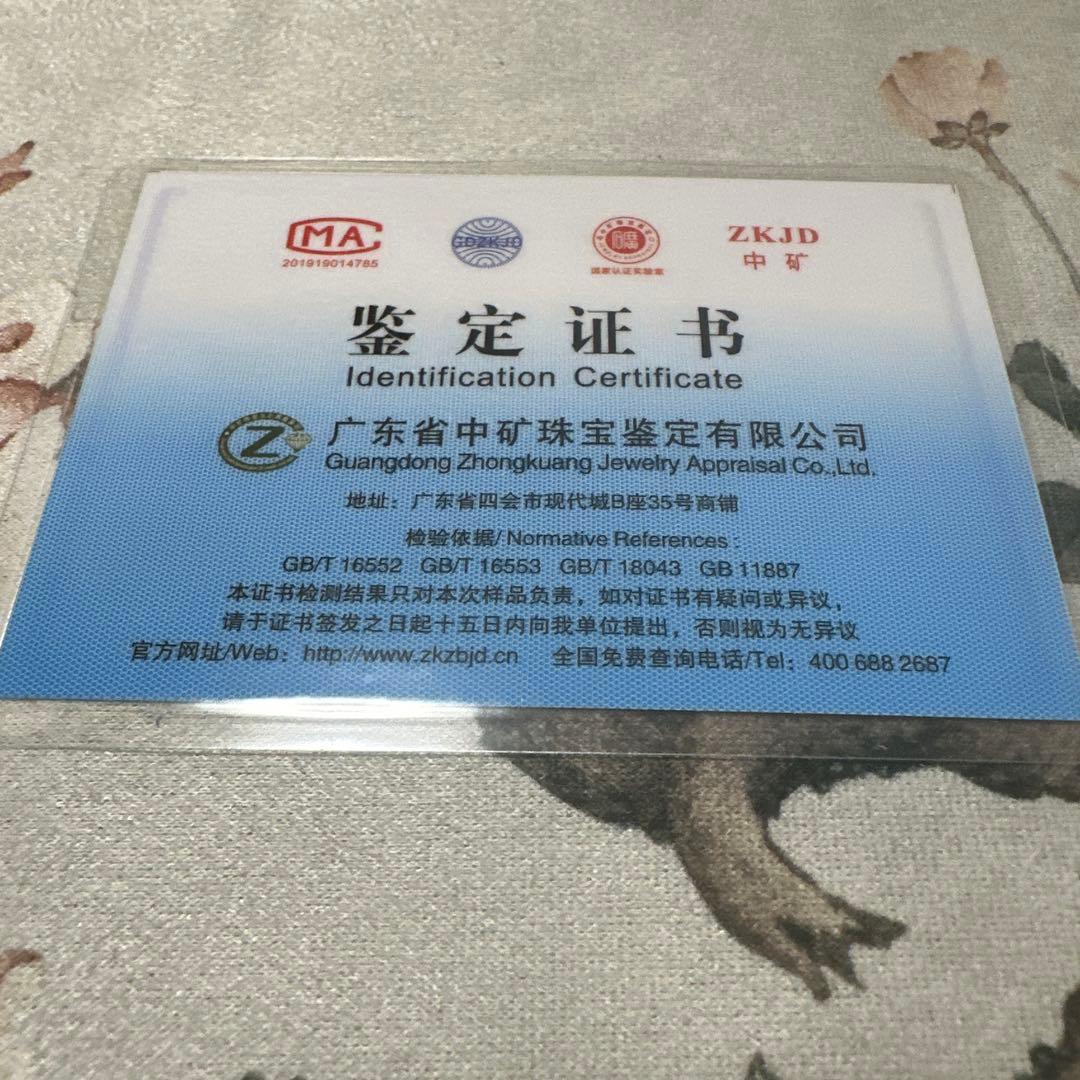 MA
201919014785
GDZKJD
国家认证实验室
ZKJD
中矿
鉴定证书
Identification Certificate
Z
广东省中矿珠宝鉴定有限公司
Guangdong Zhongkuang Jewelry Appraisal Co.,Ltd.
地址：广东省四会市现代城B座35号商铺
检验依据/ Normative References :
GB/T 16552 GB/T 16553 GB/T 18043 GB 11887
本证书检测结果只对本次样品负责，如对证书有疑问或异议，
请于证书签发之日起十五日内向我单位提出，否则视为无异议
官方网址/Web：http://www.zkzbjd.cn 全国免费查询电话/Tel：400 688 2687